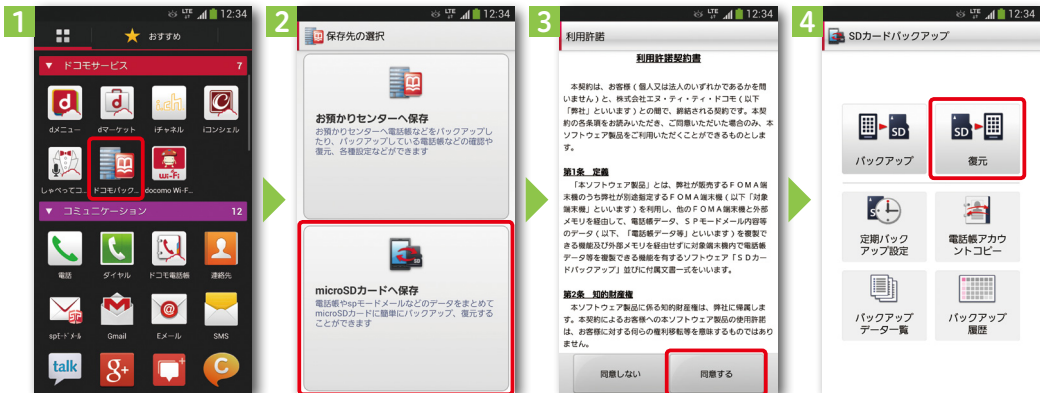 1
LTE
12:34
おすすめ
▼ ドコモサービス 7
dメニュー
dマーケット
iチャネル
iコンシェル
しゃべってコ...
ドコモバック...
docomo Wi-F...
▼ コミュニケーション 12
電話
ダイヤル
ドコモ電話帳
連絡先
spモードメール
Gmail
Eメール
SMS
talk
g+
2
LTE
12:34
保存先の選択
お預かりセンターへ保存
お預かりセンターへ電話帳などをバックアップし
たり、バックアップしている電話帳などの確認や
復元、各種設定などができます
microSDカードへ保存
電話帳やspモードメールなどのデータをまとめて
microSDカードに簡単にバックアップ、復元する
ことができます
3
LTE
12:34
利用許諾
利用許諾契約書
本契約は、お客様(個人又は法人のいずれかであるかを問
いません)と、株式会社エヌ・ティ・ティ・ドコモ(以下
「弊社」といいます)との間で、締結される契約です。本契
約の各条項をお読みいただき、ご同意いただいた場合のみ、本
ソフトウェア製品をご利用いただくことができるものとしま
す。
第1条 定義
「本ソフトウェア製品」とは、弊社が販売するFOMA端
末機のうち弊社が別途指定するFOMA端末機(以下「対象
端末機」といいます)を利用し、他のFOMA端末機と外部
メモリを経由して、電話帳データ、SPモードメール内容等
のデータ(以下、「電話帳データ等」といいます)を複製で
きる機能及び外部メモリを経由せずに対象端末機内で電話帳
データ等を複製できる機能を有するソフトウェア「SDカー
ドバックアップ」並びに付属文書一式をいいます。
第2条 知的財産権
本ソフトウェア製品に係る知的財産権は、弊社に帰属しま
す。本契約によるお客様への本ソフトウェア製品の使用許諾
は、お客様に対する何らの権利移転等を意味するものではあり
ません。
同意しない
同意する
4
LTE
12:34
SDカードバックアップ
SD
バックアップ
SD
復元
定期バック
アップ設定
電話帳アカウ
ントコピー
バックアップ
データ一覧
バックアップ
履歴